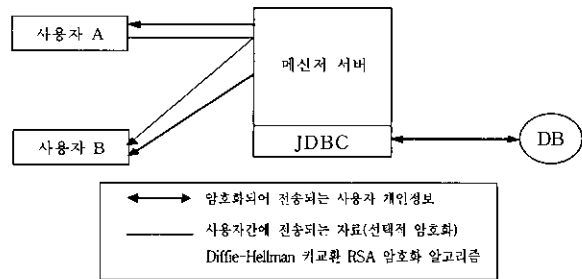 사용자 A
메신저 서버
사용자 B
JDBC
DB
암호화되어 전송되는 사용자 개인정보
사용자간에 전송되는 자료(선택적 암호화)
Diffie-Hellman 키교환 RSA 암호화 알고리즘